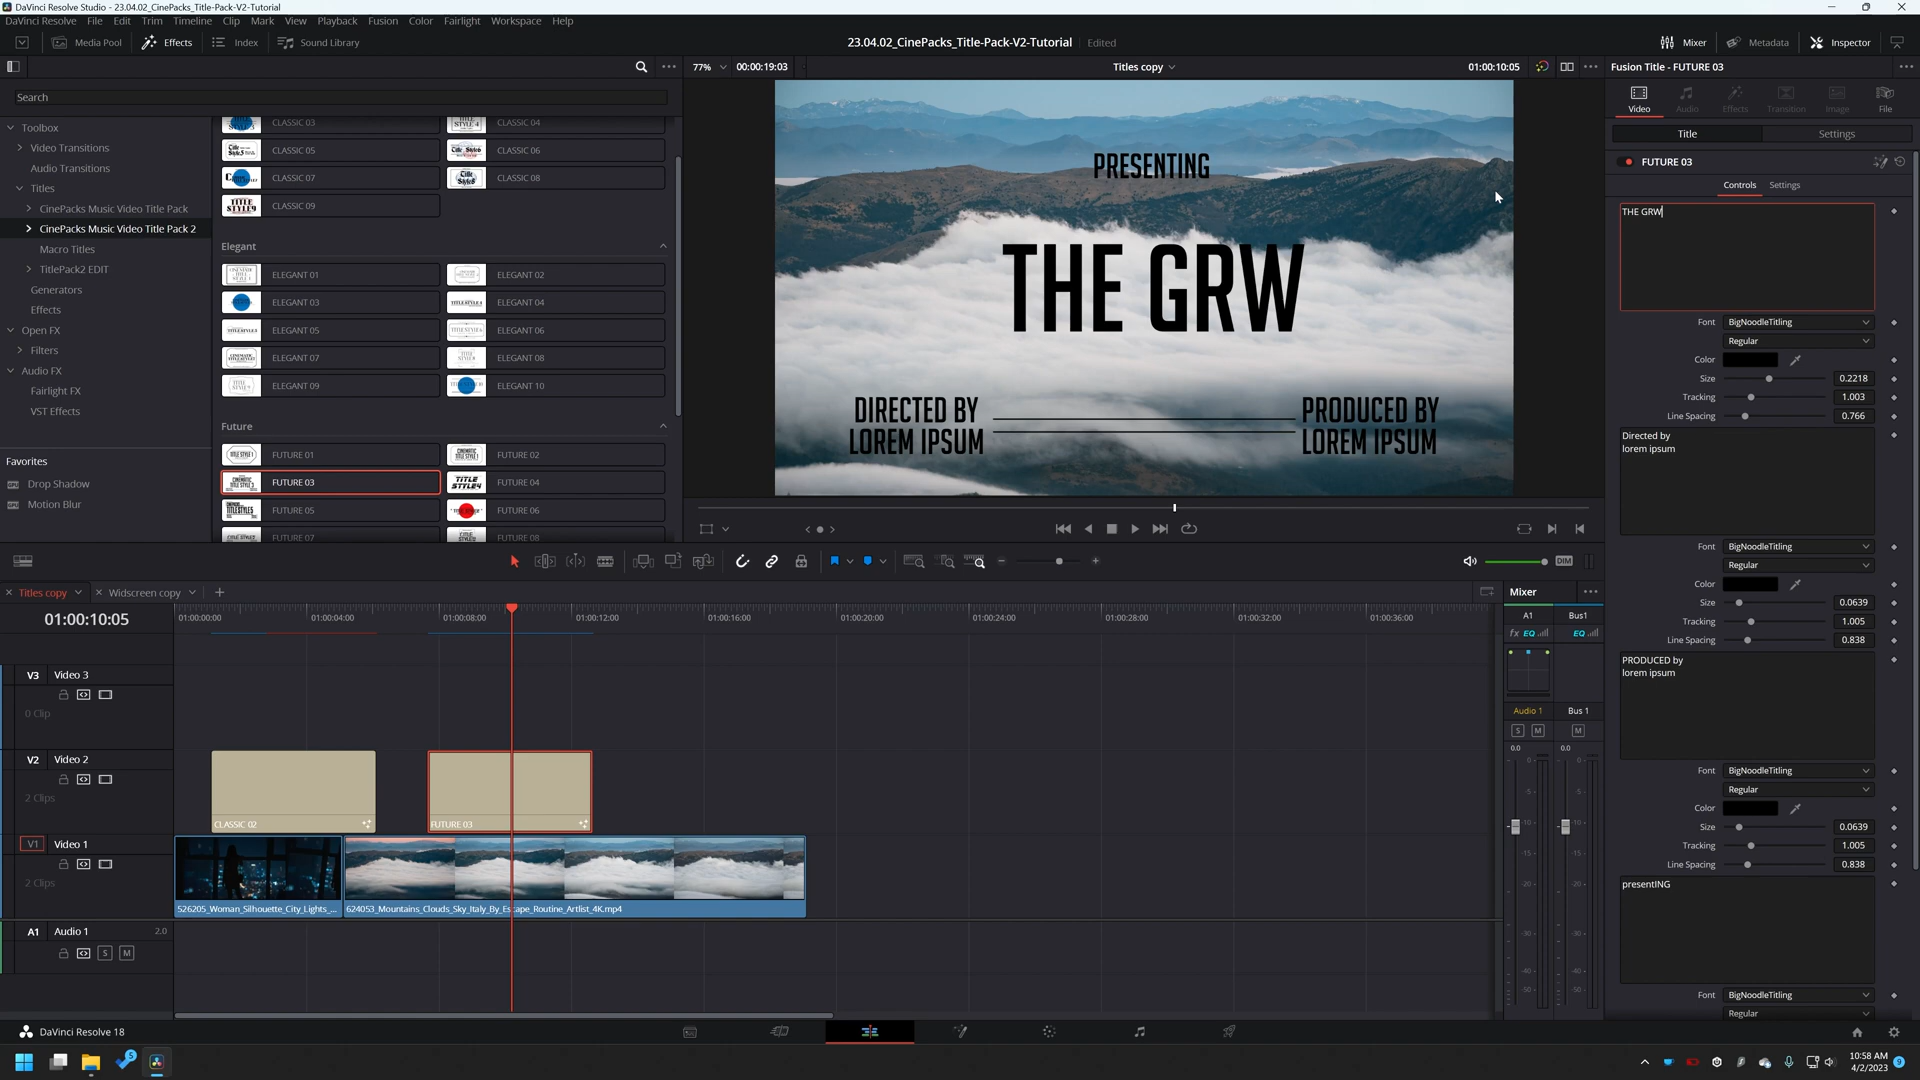 DaVinci Resolve Studio - 23.04.02_CinePacks_Title-Pack-V2-Tutorial
DaVinci Resolve File Edit Trim Timeline Clip Mark View Playback Fusion Color Fairlight Workspace Help
Media Pool Effects Index Sound Library
23.04.02_CinePacks_Title-Pack-V2-Tutorial Edited
Mixer Metadata Inspector
77% 00:00:19:03 Titles copy 01:00:10:05
Fusion Title - FUTURE 03
Search
Toolbox
Video Transitions
Audio Transitions
Titles
CinePacks Music Video Title Pack
CinePacks Music Video Title Pack 2
Macro Titles
TitlePack2 EDIT
Generators
Effects
Open FX
Filters
Audio FX
Fairlight FX
VST Effects
Favorites
Drop Shadow
Motion Blur
CLASSIC 03 CLASSIC 04
CLASSIC 05 CLASSIC 06
CLASSIC 07 CLASSIC 08
CLASSIC 09
Elegant
ELEGANT 01 ELEGANT 02
ELEGANT 03 ELEGANT 04
ELEGANT 05 ELEGANT 06
ELEGANT 07 ELEGANT 08
ELEGANT 09 ELEGANT 10
Future
FUTURE 01 FUTURE 02
FUTURE 03 FUTURE 04
FUTURE 05 FUTURE 06
FUTURE 07 FUTURE 08
PRESENTING
THE GRW
DIRECTED BY
LOREM IPSUM
PRODUCED BY
LOREM IPSUM
Video Audio Effects Transition Image File
Title Settings
FUTURE 03
Controls Settings
THE GRW
Font BigNoodleTitling
Regular
Color
Size 0.2218
Tracking 1.003
Line Spacing 0.766
Directed by
lorem ipsum
Font BigNoodleTitling
Regular
Color
Size 0.0639
Tracking 1.005
Line Spacing 0.838
PRODUCED by
lorem ipsum
Font BigNoodleTitling
Regular
Color
Size 0.0639
Tracking 1.005
Line Spacing 0.838
presentING
Font BigNoodleTitling
Regular
DIM
Titles copy Widscreen copy
01:00:10:05
01:00:00:00 01:00:04:00 01:00:08:00 01:00:12:00 01:00:16:00 01:00:20:00 01:00:24:00 01:00:28:00 01:00:32:00 01:00:36:00
V3 Video 3
0 Clip
V2 Video 2
2 Clips
CLASSIC 02
FUTURE 03
V1 Video 1
2 Clips
526205_Woman_Silhouette_City_Lights_...
624053_Mountains_Clouds_Sky_Italy_By_Escape_Routine_Artlist_4K.mp4
A1 Audio 1 2.0
S M
Mixer
A1 Bus1
fx EQ EQ
Audio 1 Bus 1
S M M
0.0 0.0
DaVinci Resolve 18
5
10:58 AM
4/2/2023
9